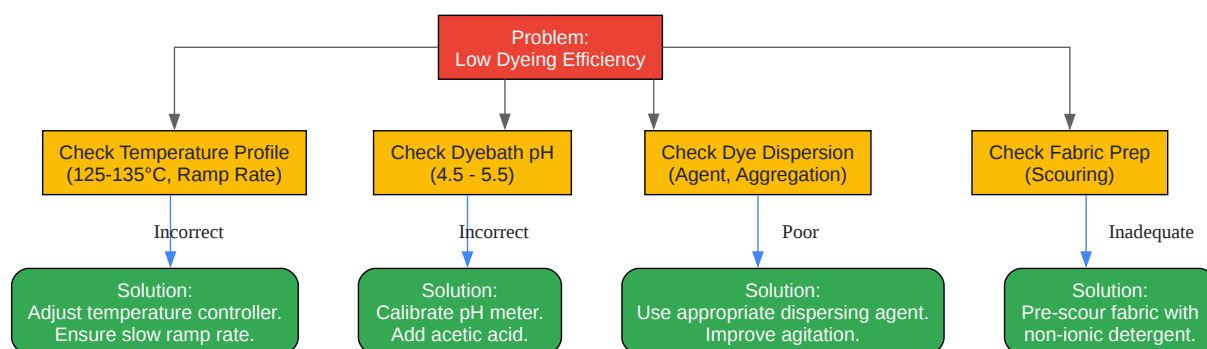 Problem:
Low Dyeing Efficiency
Check Temperature Profile
(125-135°C, Ramp Rate)
Check Dyebath pH
(4.5 - 5.5)
Check Dye Dispersion
(Agent, Aggregation)
Check Fabric Prep
(Scouring)
Incorrect
Incorrect
Poor
Inadequate
Solution:
Adjust temperature controller.
Ensure slow ramp rate.
Solution:
Calibrate pH meter.
Add acetic acid.
Solution:
Use appropriate dispersing agent.
Improve agitation.
Solution:
Pre-scour fabric with
non-ionic detergent.